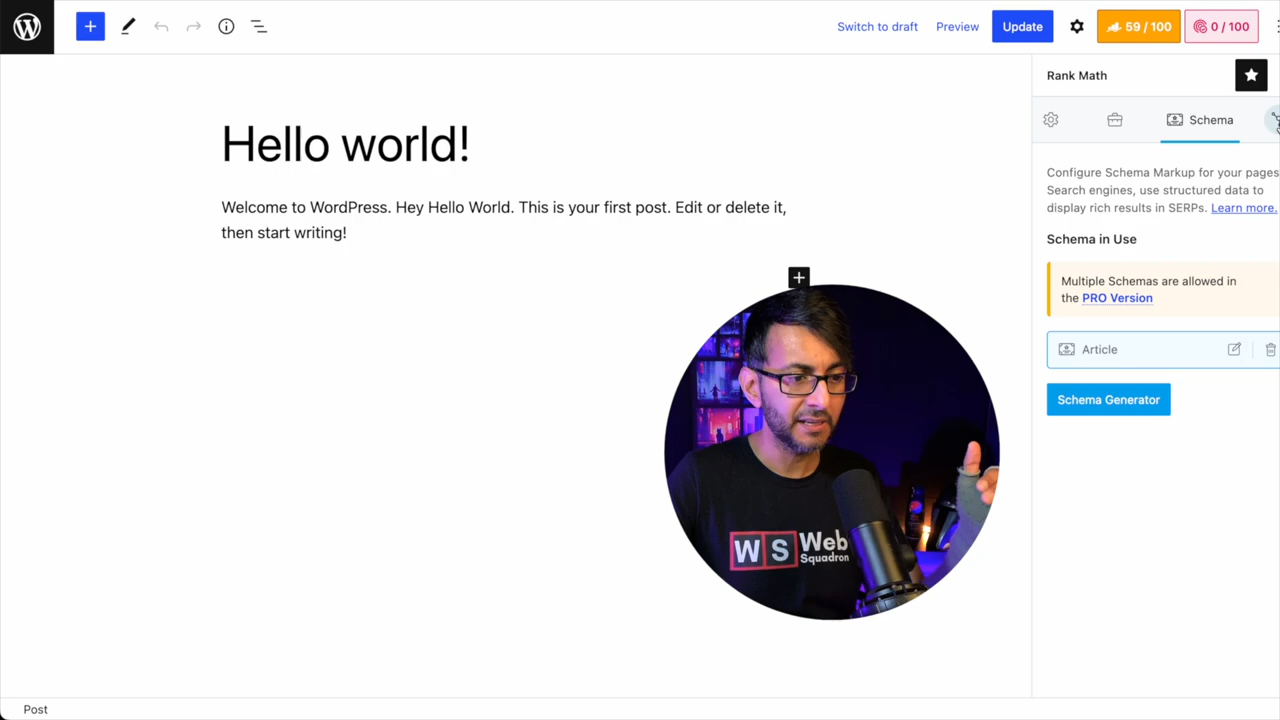 Switch to draft
Preview
Update
59 / 100
0 / 100
Rank Math
Schema
Hello world!
Configure Schema Markup for your pages
Search engines, use structured data to
display rich results in SERPs. Learn more.
Welcome to WordPress. Hey Hello World. This is your first post. Edit or delete it,
then start writing!
Schema in Use
Multiple Schemas are allowed in
the PRO Version
Article
Schema Generator
WS Web
Squadron
Post